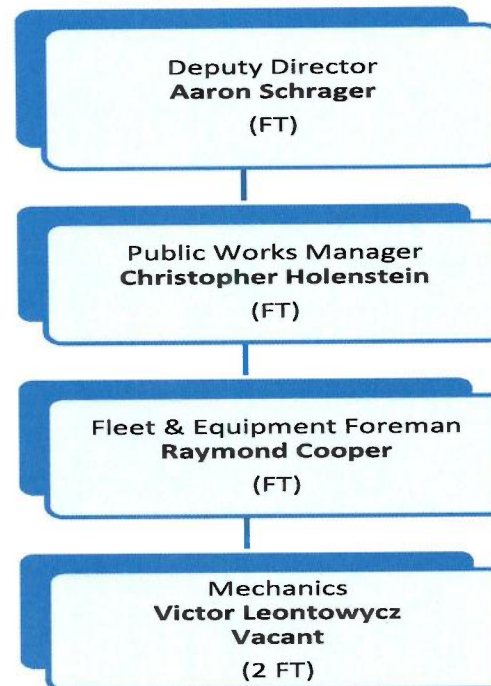 Deputy Director
Aaron Schrager
(FT)
Public Works Manager
Christopher Holenstein
(FT)
Fleet & Equipment Foreman
Raymond Cooper
(FT)
Mechanics
Victor Leontowycz
Vacant
(2 FT)